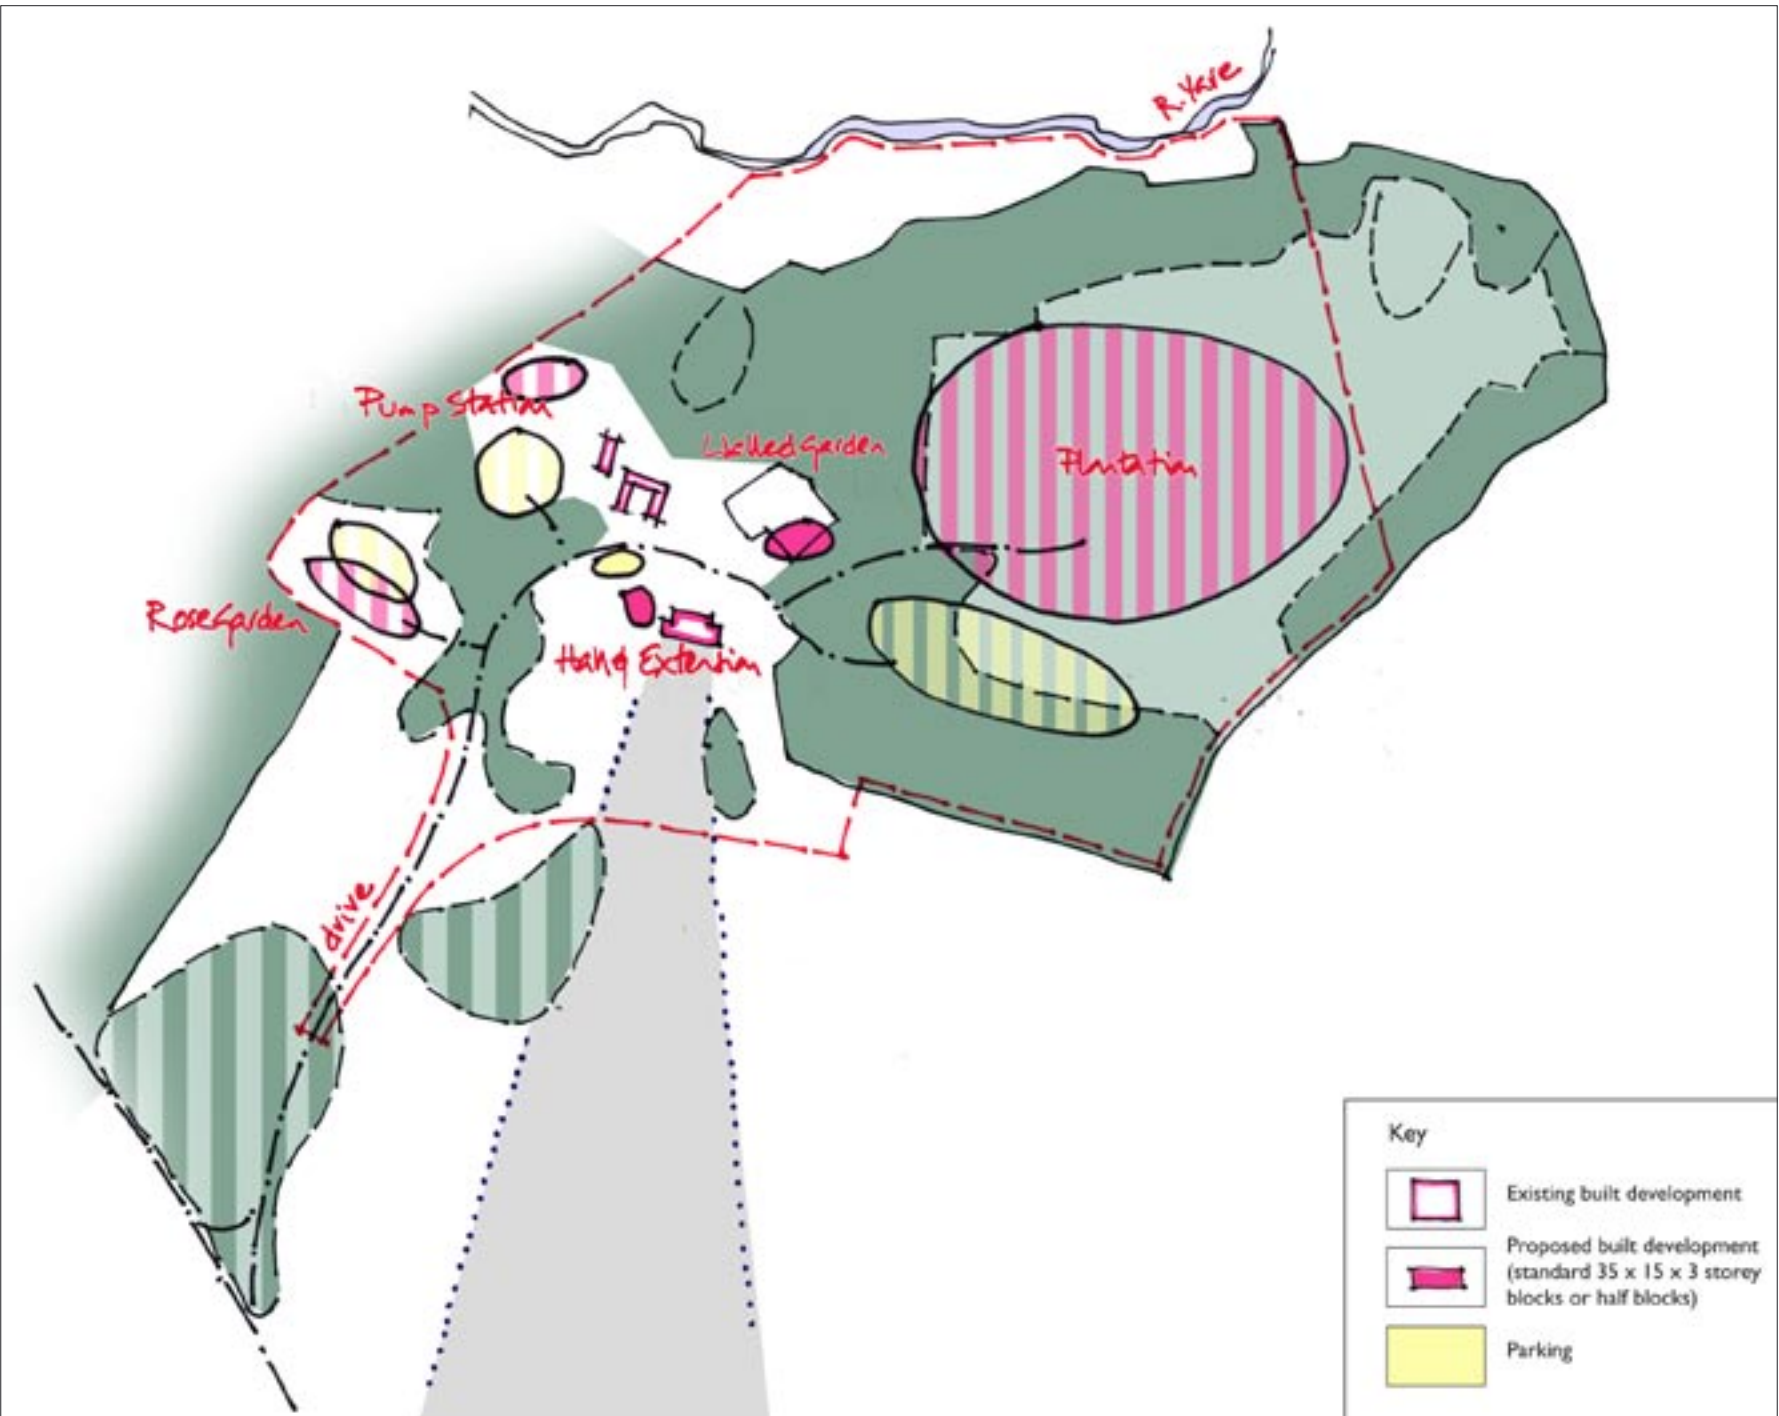 R. Yare
Pump Station
Walled Garden
Plantation
Rose Garden
Hall & Extension
drive
Key
Existing built development
Proposed built development
(standard 35 x 15 x 3 storey
blocks or half blocks)
Parking